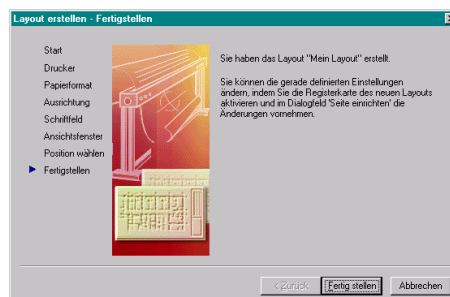 Layout erstellen - Fertigstellen
Start
Drucker
Papierformat
Ausrichtung
Schriftfeld
Ansichtsfenster
Position wählen
Fertigstellen
Sie haben das Layout "Mein Layout" erstellt.
Sie können die gerade definierten Einstellungen
ändern, indem Sie die Registerkarte des neuen Layouts
aktivieren und im Dialogfeld 'Seite einrichten' die
Änderungen vornehmen.
< Zurück
Fertig stellen
Abbrechen